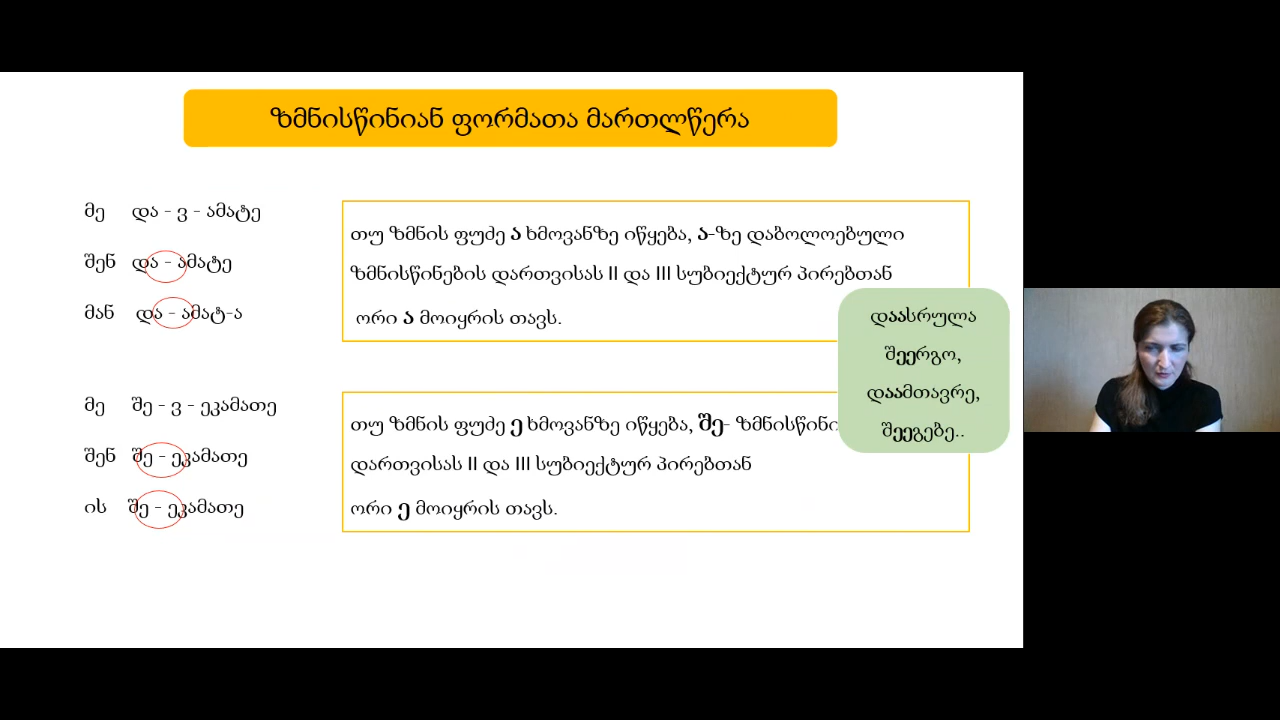 ზმნისწინიან ფორმათა მართლწერა
მე და - ვ - ამატე
შენ და - ამატე
მან და - ამატ-ა
თუ ზმნის ფუძე ა ხმოვანზე იწყება, ა-ზე დაბოლოებული
ზმნისწინების დართვისას II და III სუბიექტურ პირებთან
ორი ა მოიყრის თავს.
დაასრულა
შეერგო,
დაამთავრე,
შეეგებე..
მე შე - ვ - ეკამათე
შენ შე - ეკამათე
ის შე - ეკამათე
თუ ზმნის ფუძე ე ხმოვანზე იწყება, შე- ზმნისწინი
დართვისას II და III სუბიექტურ პირებთან
ორი ე მოიყრის თავს.